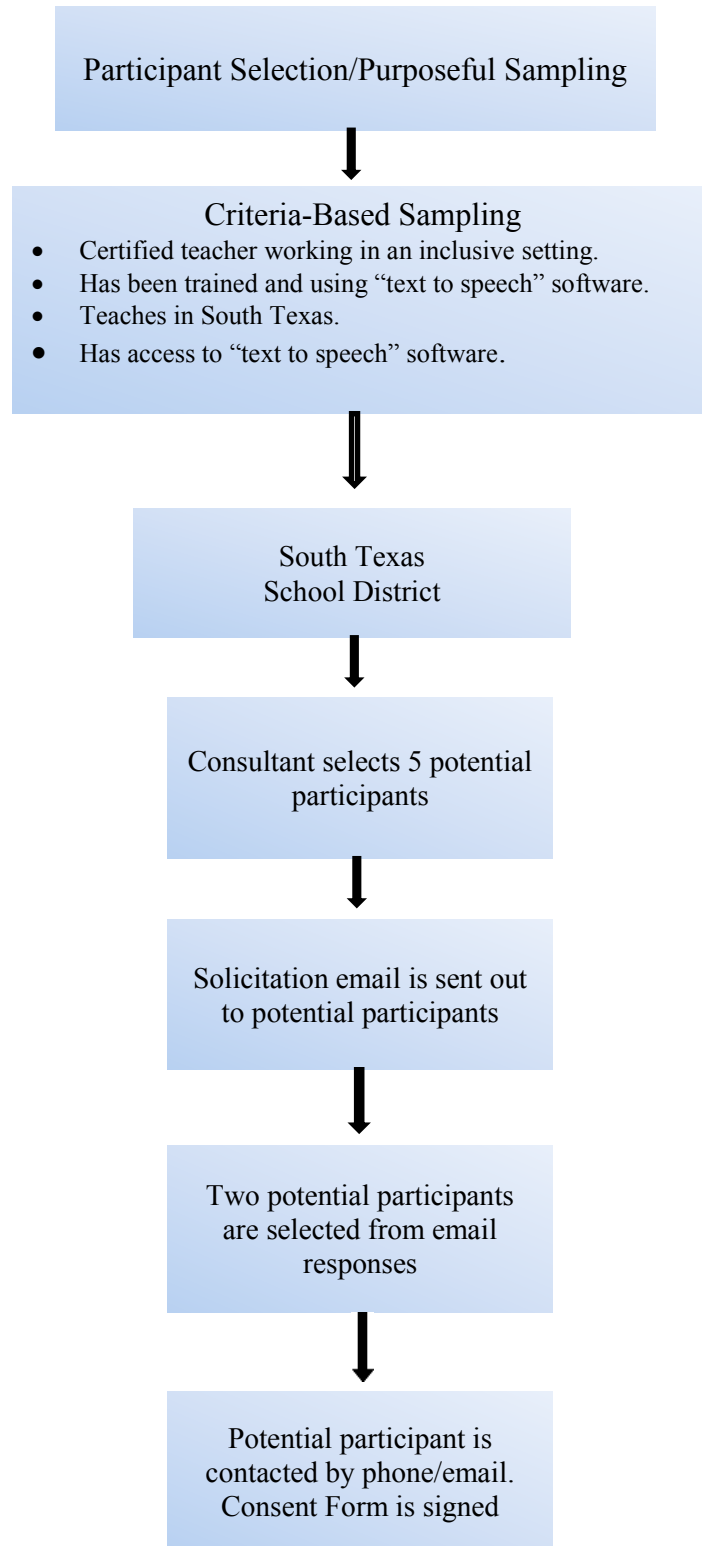 Participant Selection/Purposeful Sampling
Criteria-Based Sampling
• Certified teacher working in an inclusive setting.
• Has been trained and using “text to speech” software.
• Teaches in South Texas.
• Has access to “text to speech” software.
South Texas
School District
Consultant selects 5 potential
participants
Solicitation email is sent out
to potential participants
Two potential participants
are selected from email
responses
Potential participant is
contacted by phone/email.
Consent Form is signed